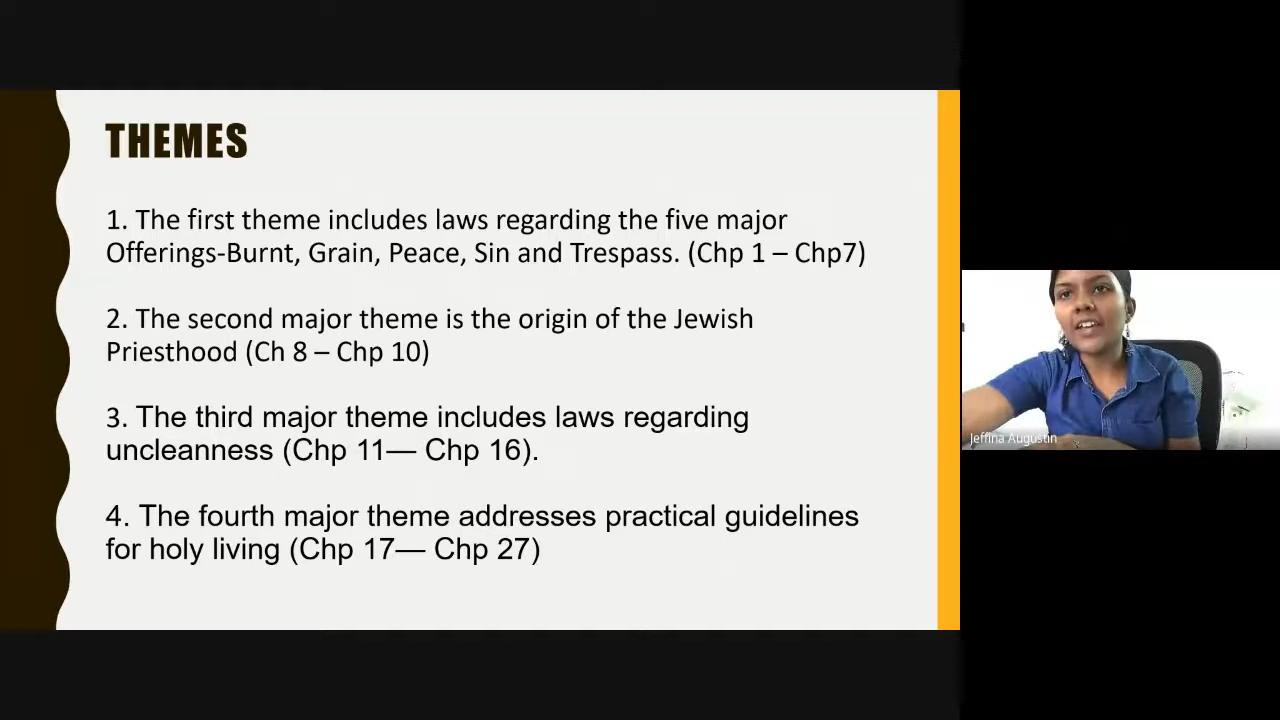 THEMES
1. The first theme includes laws regarding the five major
Offerings-Burnt, Grain, Peace, Sin and Trespass. (Chp 1 – Chp7)
2. The second major theme is the origin of the Jewish
Priesthood (Ch 8 – Chp 10)
3. The third major theme includes laws regarding
uncleanness (Chp 11— Chp 16).
4. The fourth major theme addresses practical guidelines
for holy living (Chp 17— Chp 27)
Jeffina Augustin